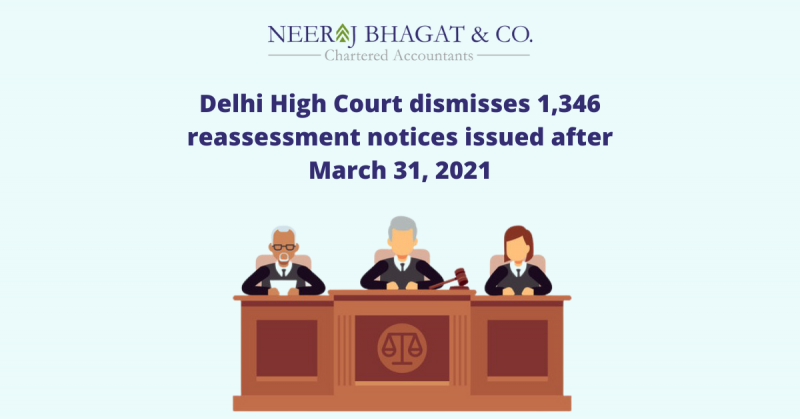 NEERAJ BHAGAT & CO.
Chartered Accountants
Delhi High Court dismisses 1,346
reassessment notices issued after
March 31, 2021